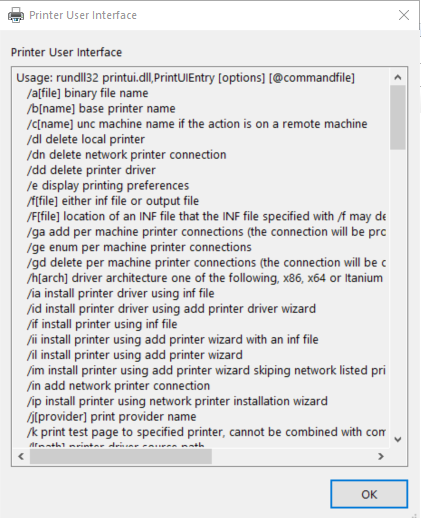 Printer User Interface
Printer User Interface
Usage: rundll32 printui.dll,PrintUIEntry [options] [@commandfile]
/a[file] binary file name
/b[name] base printer name
/c[name] unc machine name if the action is on a remote machine
/dl delete local printer
/dn delete network printer connection
/dd delete printer driver
/e display printing preferences
/f[file] either inf file or output file
/F[file] location of an INF file that the INF file specified with /f may de
/ga add per machine printer connections (the connection will be prc
/ge enum per machine printer connections
/gd delete per machine printer connections (the connection will be c
/h[arch] driver architecture one of the following, x86, x64 or Itanium
/ia install printer driver using inf file
/id install printer driver using add printer driver wizard
/if install printer using inf file
/ii install printer using add printer wizard with an inf file
/il install printer using add printer wizard
/im install printer using add printer wizard skiping network listed pri
/in add network printer connection
/ip install printer using network printer installation wizard
/j[provider] print provider name
/k print test page to specified printer, cannot be combined with com
/l[path] printer driver source path
OK